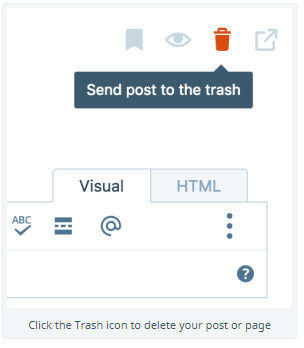 Send post to the trash
Visual HTML
ABC
@
?
Click the Trash icon to delete your post or page